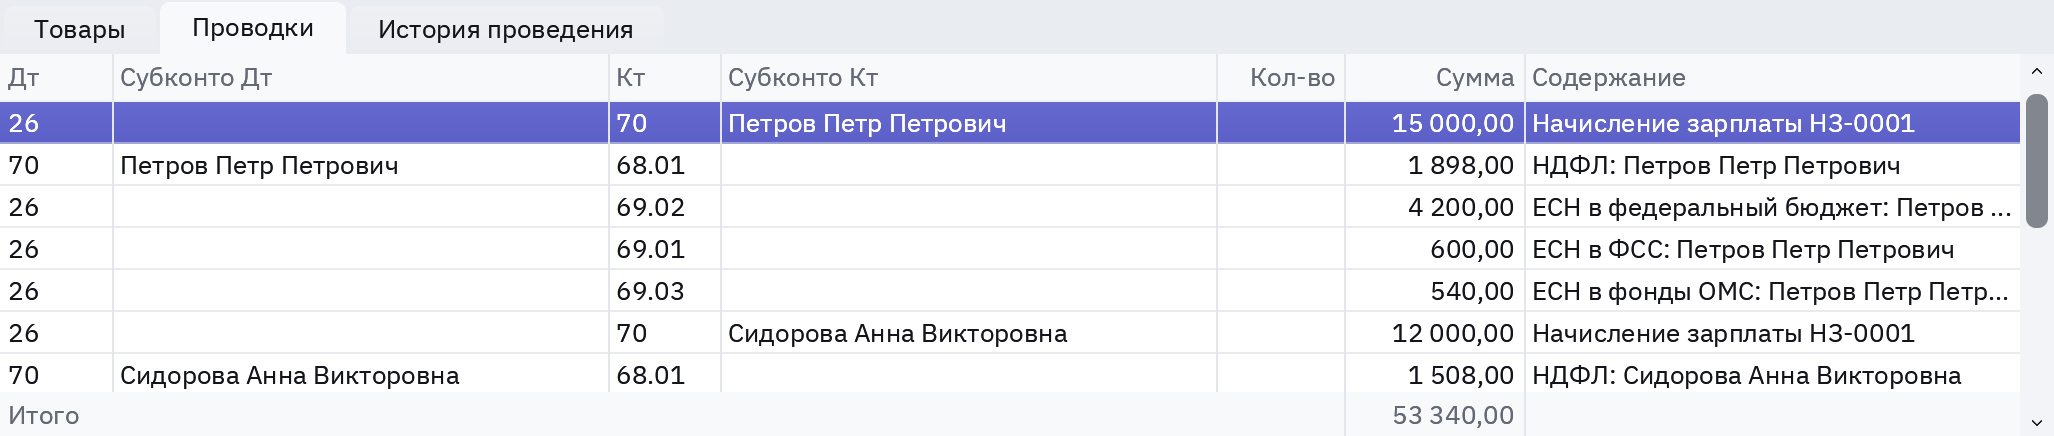 Товары Проводки История проведения
Дт Субконто Дт Кт Субконто Кт Кол-во Сумма Содержание
26 70 Петров Петр Петрович 15 000,00 Начисление зарплаты НЗ-0001
70 Петров Петр Петрович 68.01 1 898,00 НДФЛ: Петров Петр Петрович
26 69.02 4 200,00 ЕСН в федеральный бюджет: Петров ...
26 69.01 600,00 ЕСН в ФСС: Петров Петр Петрович
26 69.03 540,00 ЕСН в фонды ОМС: Петров Петр Петр...
26 70 Сидорова Анна Викторовна 12 000,00 Начисление зарплаты НЗ-0001
70 Сидорова Анна Викторовна 68.01 1 508,00 НДФЛ: Сидорова Анна Викторовна
Итого 53 340,00